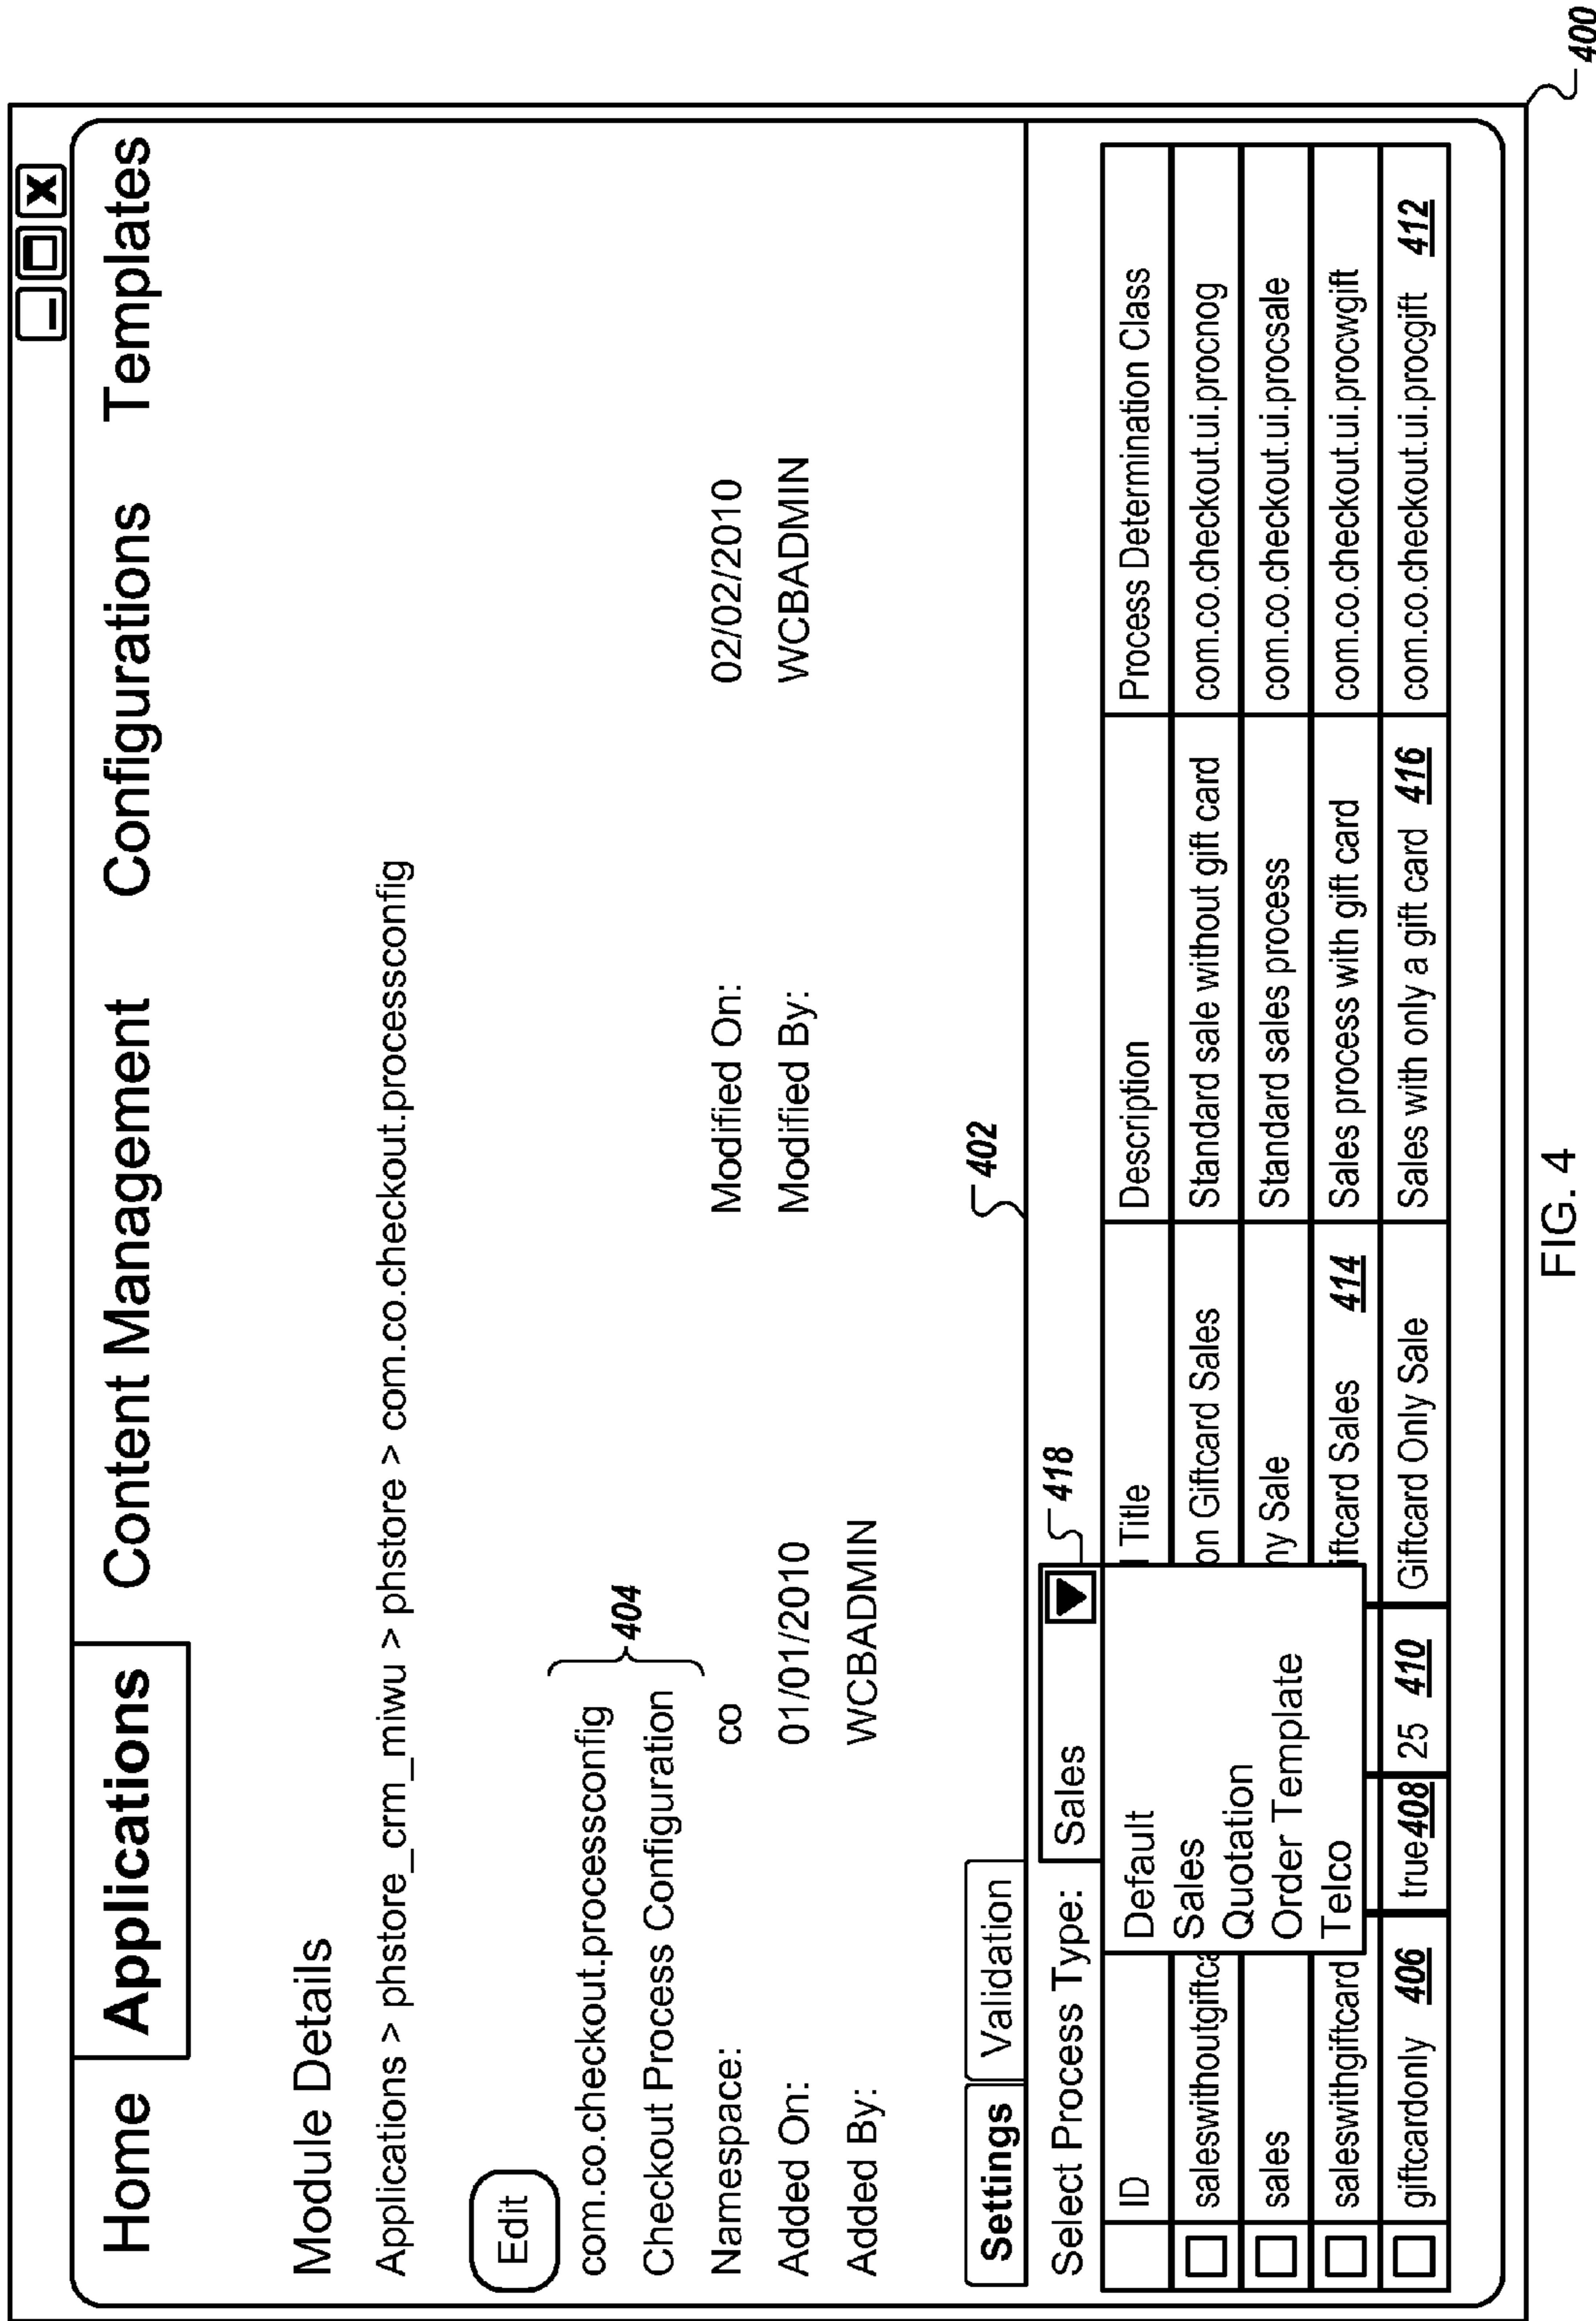 Home Applications Content Management Configurations Templates
Module Details
Applications > phstore_crm_miwu > phstore > com.co.checkout.processconfig
Edit
com.co.checkout.processconfig
Checkout Process Configuration
404
Namespace: co
Added On: 01/01/2010 Modified On: 02/02/2010
Added By: WCBADMIN Modified By: WCBADMIN
Settings Validation
402
Select Process Type: Sales
418
Default
Sales
Quotation
Order Template
Telco
ID Title Description Process Determination Class
saleswithoutgiftca on Giftcard Sales Standard sale without gift card com.co.checkout.ui.procnog
sales ny Sale Standard sales process com.co.checkout.ui.procsale
saleswithgiftcard iftcard Sales 414 Sales process with gift card com.co.checkout.ui.procwgift
giftcardonly 406 true 408 25 410 Giftcard Only Sale Sales with only a gift card 416 com.co.checkout.ui.procgift 412
400
FIG. 4